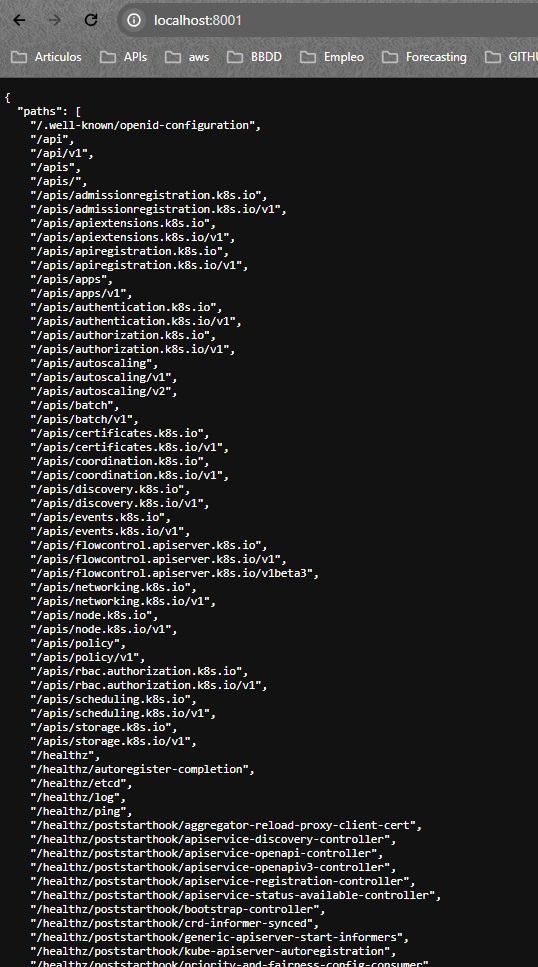 localhost:8001
Articulos APIs aws BBDD Empleo Forecasting
{
"paths": [
"/.well-known/openid-configuration",
"/api",
"/api/v1",
"/apis",
"/apis/",
"/apis/admissionregistration.k8s.io",
"/apis/admissionregistration.k8s.io/v1",
"/apis/apiextensions.k8s.io",
"/apis/apiextensions.k8s.io/v1",
"/apis/apiregistration.k8s.io",
"/apis/apiregistration.k8s.io/v1",
"/apis/apps",
"/apis/apps/v1",
"/apis/authentication.k8s.io",
"/apis/authentication.k8s.io/v1",
"/apis/authorization.k8s.io",
"/apis/authorization.k8s.io/v1",
"/apis/autoscaling",
"/apis/autoscaling/v1",
"/apis/autoscaling/v2",
"/apis/batch",
"/apis/batch/v1",
"/apis/certificates.k8s.io",
"/apis/certificates.k8s.io/v1",
"/apis/coordination.k8s.io",
"/apis/coordination.k8s.io/v1",
"/apis/discovery.k8s.io",
"/apis/discovery.k8s.io/v1",
"/apis/events.k8s.io",
"/apis/events.k8s.io/v1",
"/apis/flowcontrol.apiserver.k8s.io",
"/apis/flowcontrol.apiserver.k8s.io/v1",
"/apis/flowcontrol.apiserver.k8s.io/v1beta3",
"/apis/networking.k8s.io",
"/apis/networking.k8s.io/v1",
"/apis/node.k8s.io",
"/apis/node.k8s.io/v1",
"/apis/policy",
"/apis/policy/v1",
"/apis/rbac.authorization.k8s.io",
"/apis/rbac.authorization.k8s.io/v1",
"/apis/scheduling.k8s.io",
"/apis/scheduling.k8s.io/v1",
"/apis/storage.k8s.io",
"/apis/storage.k8s.io/v1",
"/healthz",
"/healthz/autoregister-completion",
"/healthz/etcd",
"/healthz/log",
"/healthz/ping",
"/healthz/poststarthook/aggregator-reload-proxy-client-cert",
"/healthz/poststarthook/apiservice-discovery-controller",
"/healthz/poststarthook/apiservice-openapi-controller",
"/healthz/poststarthook/apiservice-openapiv3-controller",
"/healthz/poststarthook/apiservice-registration-controller",
"/healthz/poststarthook/apiservice-status-available-controller",
"/healthz/poststarthook/bootstrap-controller",
"/healthz/poststarthook/crd-informer-synced",
"/healthz/poststarthook/generic-apiserver-start-informers",
"/healthz/poststarthook/kube-apiserver-autoregistration",
"/healthz/poststarthook/priority-and-fairness-config-consumer",